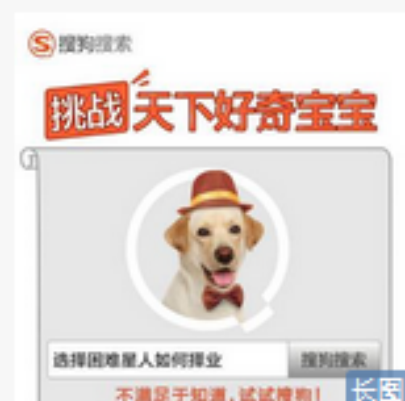 搜狗搜索
挑战天下好奇宝宝
选择困难星人如何择业
搜狗搜索
不满足于知道，试试搜狗！
长图